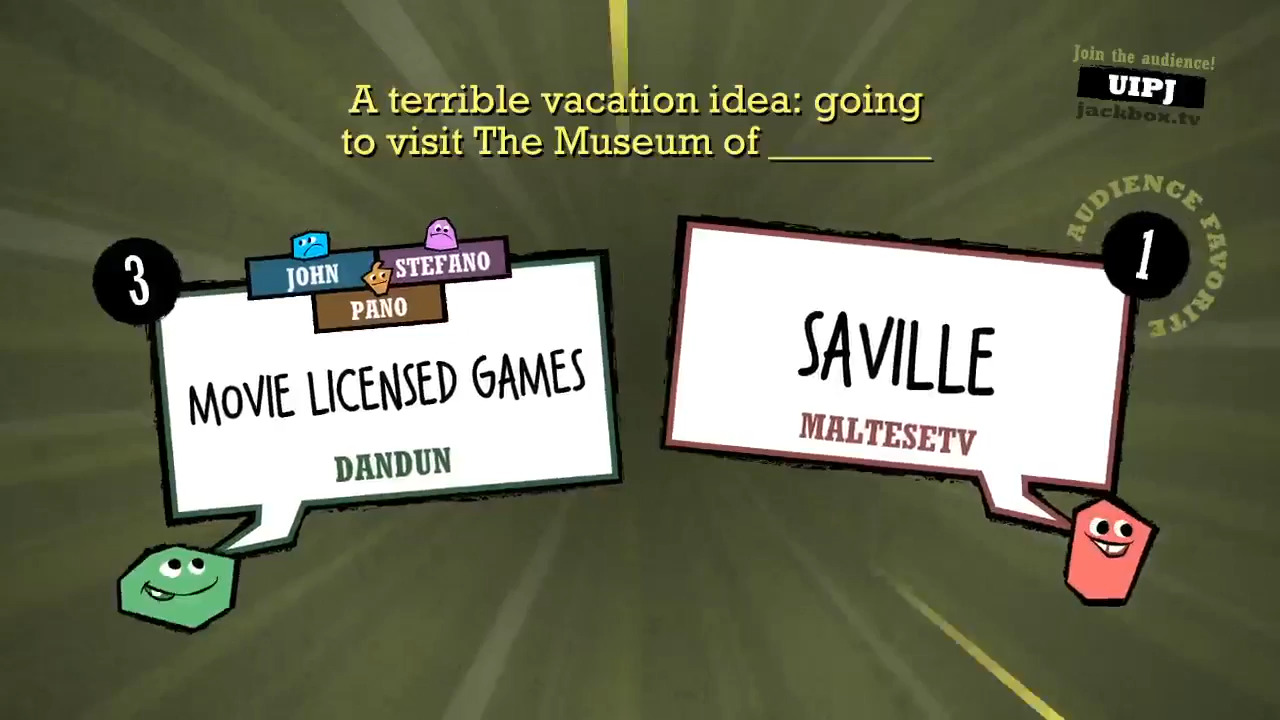 Join the audience!
UIPJ
jackbox.tv
A terrible vacation idea: going
to visit The Museum of ________
AUDIENCE FAVORITE
3
JOHN
STEFANO
PANO
MOVIE LICENSED GAMES
DANDUN
1
SAVILLE
MALTESETV